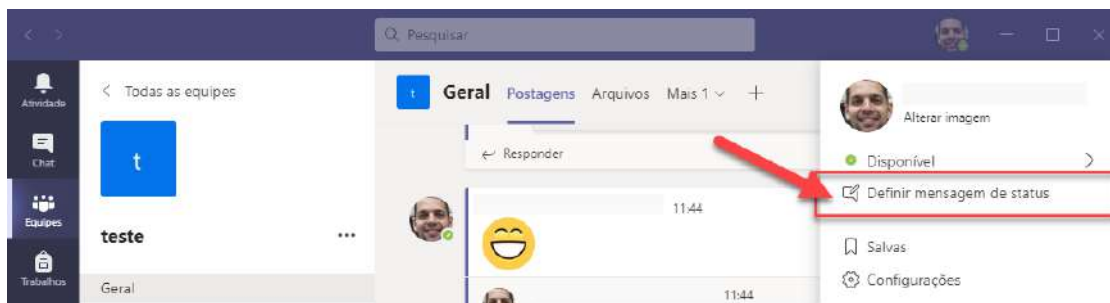 Pesquisar
Atividade
Chat
Equipes
Trabalhos
Todas as equipes
t
teste
Geral
t Geral Postagens Arquivos Mais 1
Responder
11:44
11:44
Alterar imagem
Disponível
Definir mensagem de status
Salvas
Configurações